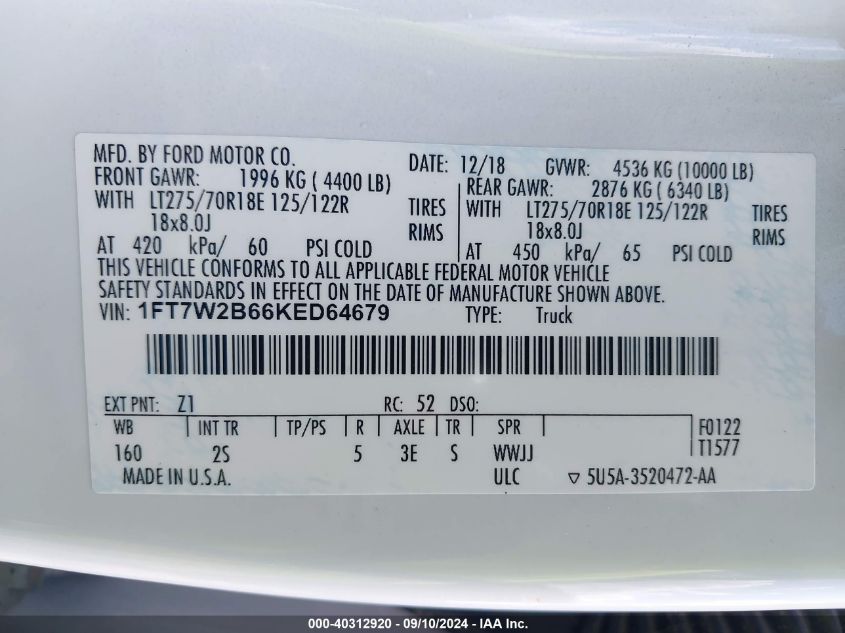 MFD. BY FORD MOTOR CO. DATE: 12/18 GVWR: 4536 KG (10000 LB)
FRONT GAWR: 1996 KG ( 4400 LB) REAR GAWR: 2876 KG ( 6340 LB)
WITH LT275/70R18E 125/122R TIRES WITH LT275/70R18E 125/122R TIRES
18x8.0J RIMS 18x8.0J RIMS
AT 420 kPa/ 60 PSI COLD AT 450 kPa/ 65 PSI COLD
THIS VEHICLE CONFORMS TO ALL APPLICABLE FEDERAL MOTOR VEHICLE
SAFETY STANDARDS IN EFFECT ON THE DATE OF MANUFACTURE SHOWN ABOVE.
VIN: 1FT7W2B66KED64679 TYPE: Truck
EXT PNT: Z1 RC: 52 DSO:
WB INT TR TP/PS R AXLE TR SPR F0122
160 2S 5 3E S WWJJ T1577
MADE IN U.S.A. ULC ▽ 5U5A-3520472-AA
000-40312920 - 09/10/2024 - IAA Inc.